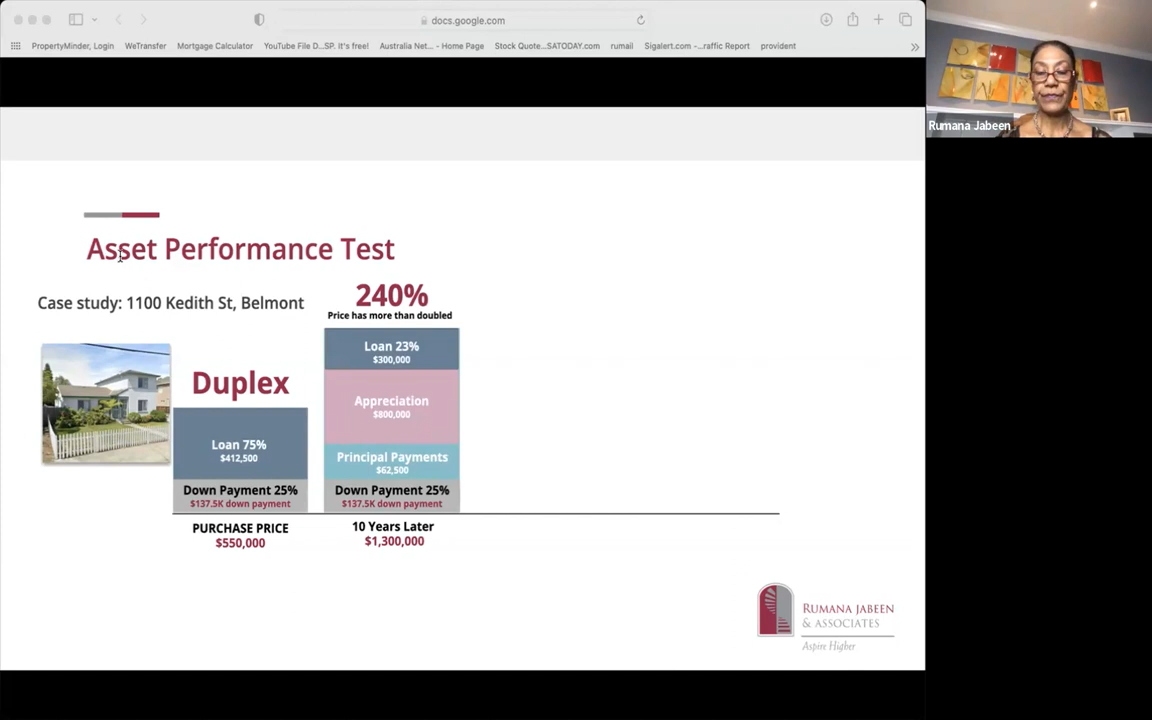 docs.google.com
PropertyMinder, Login
WeTransfer
Mortgage Calculator
YouTube File D...SP. It's free!
Australia Net... - Home Page
Stock Quote...SATODAY.com
rumail
Sigalert.com -...raffic Report
provident
Rumana Jabeen
Asset Performance Test
Case study: 1100 Kedith St, Belmont
240%
Price has more than doubled
Duplex
Loan 75%
$412,500
Down Payment 25%
$137.5K down payment
PURCHASE PRICE
$550,000
Loan 23%
$300,000
Appreciation
$800,000
Principal Payments
$62,500
Down Payment 25%
$137.5K down payment
10 Years Later
$1,300,000
RUMANA JABEEN
& ASSOCIATES
Aspire Higher